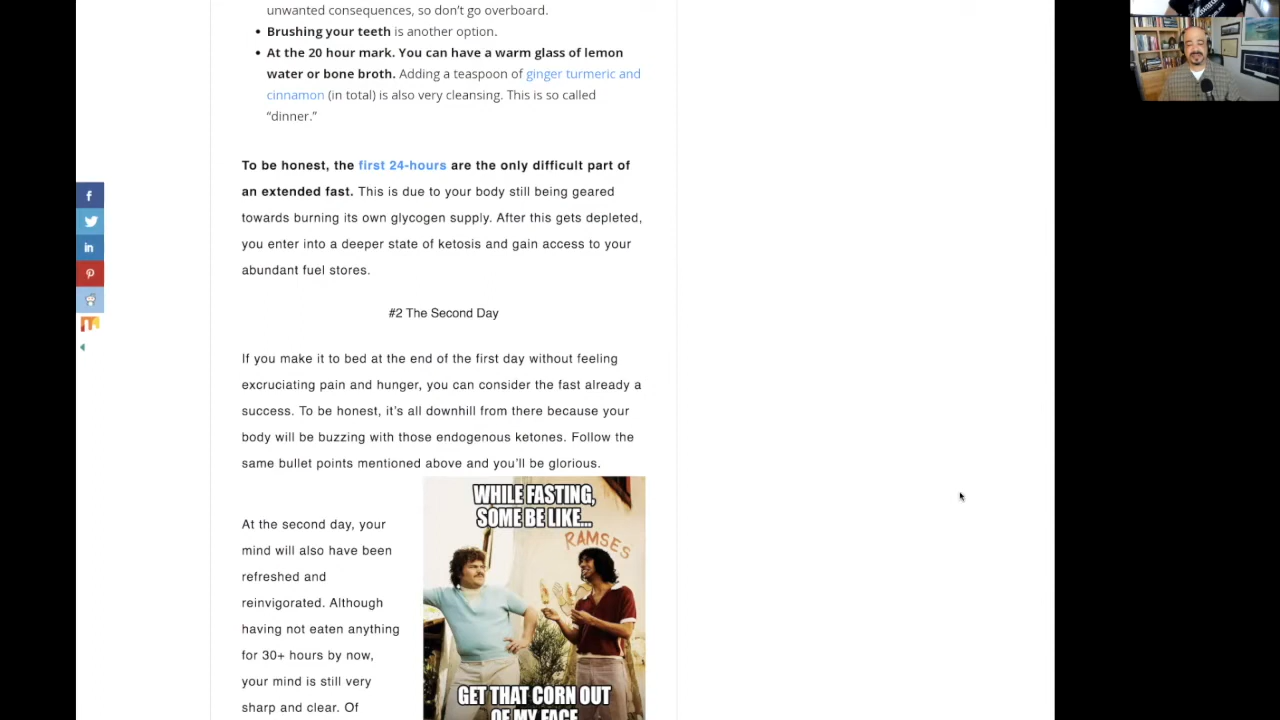 unwanted consequences, so don’t go overboard.
Brushing your teeth is another option.
At the 20 hour mark. You can have a warm glass of lemon
water or bone broth. Adding a teaspoon of ginger turmeric and
cinnamon (in total) is also very cleansing. This is so called
“dinner.”
To be honest, the first 24-hours are the only difficult part of
an extended fast. This is due to your body still being geared
towards burning its own glycogen supply. After this gets depleted,
you enter into a deeper state of ketosis and gain access to your
abundant fuel stores.
#2 The Second Day
If you make it to bed at the end of the first day without feeling
excruciating pain and hunger, you can consider the fast already a
success. To be honest, it’s all downhill from there because your
body will be buzzing with those endogenous ketones. Follow the
same bullet points mentioned above and you’ll be glorious.
At the second day, your
mind will also have been
refreshed and
reinvigorated. Although
having not eaten anything
for 30+ hours by now,
your mind is still very
sharp and clear. Of
WHILE FASTING,
SOME BE LIKE...
RAMSES
GET THAT CORN OUT
OF MY FACE